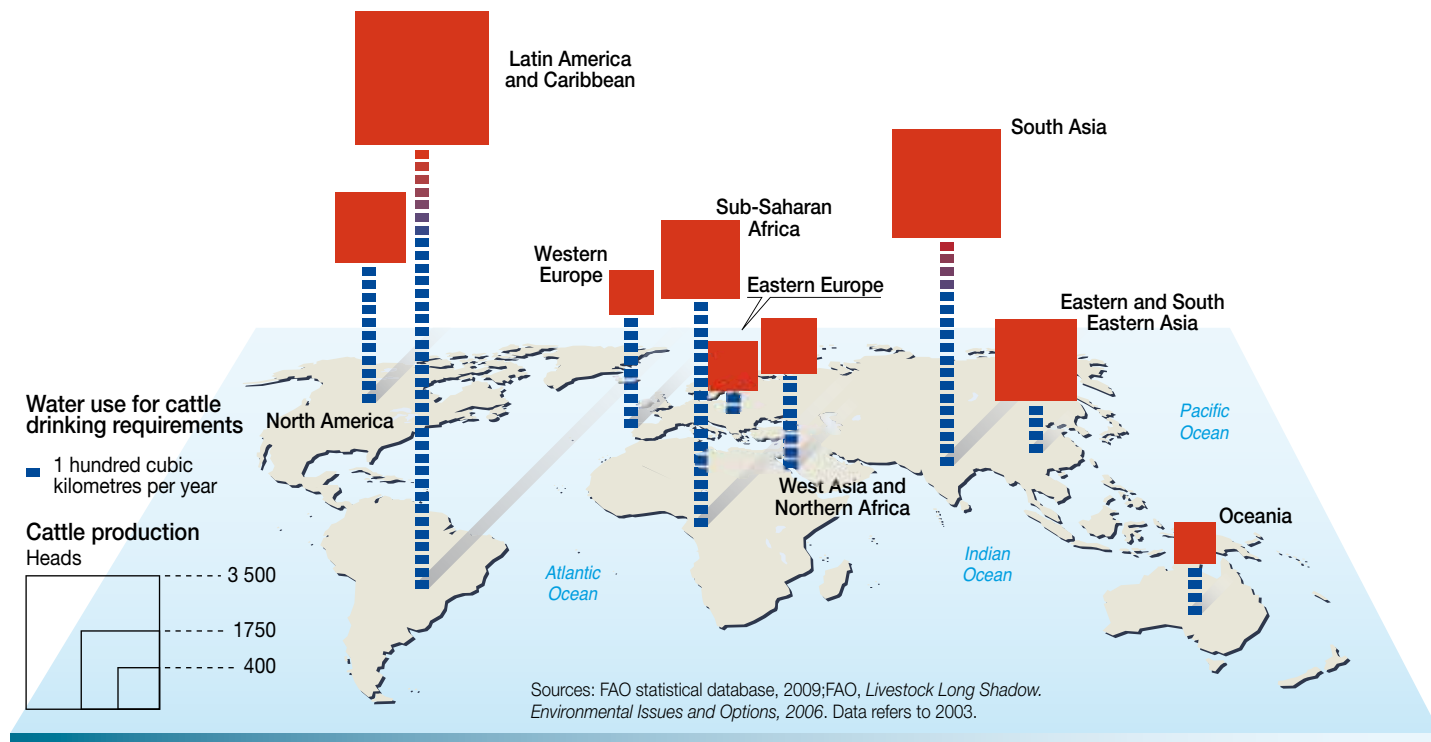 Latin America
and Caribbean
South Asia
Sub-Saharan
Africa
Western
Europe
Eastern Europe
Eastern and South
Eastern Asia
North America
Pacific
Ocean
West Asia and
Northern Africa
Oceania
Indian
Ocean
Atlantic
Ocean
Water use for cattle
drinking requirements
1 hundred cubic
kilometres per year
Cattle production
Heads
3 500
1750
400
Sources: FAO statistical database, 2009;FAO, Livestock Long Shadow.
Environmental Issues and Options, 2006. Data refers to 2003.